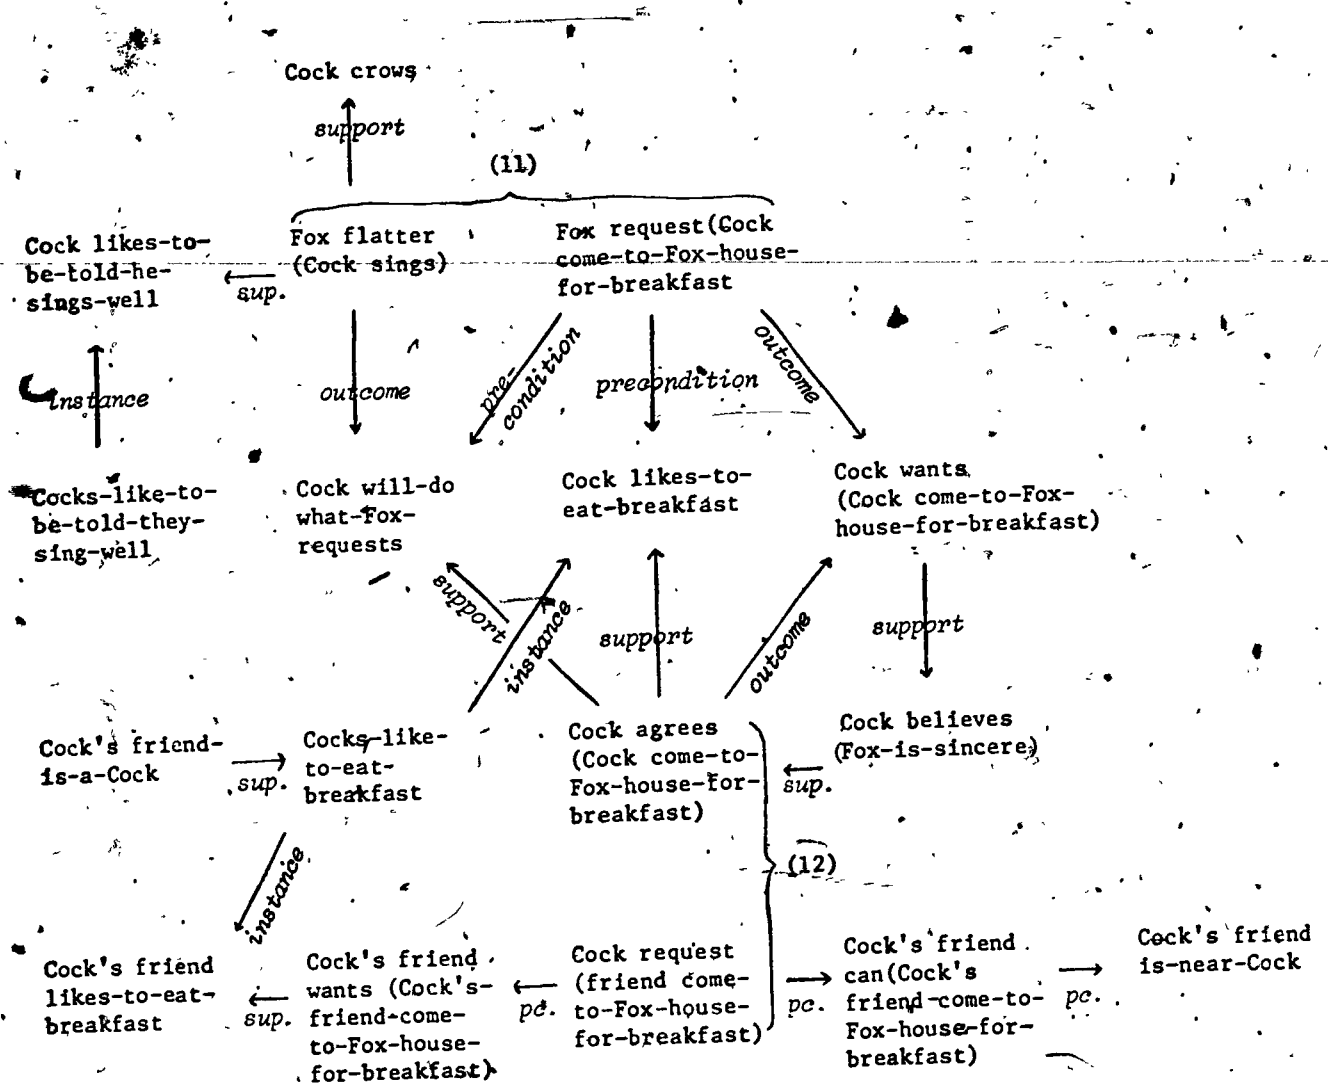 Cock crows
support
(11)
Cock likes-to-
be-told-he-
sings-well
sup.
Fox flatter
(Cock sings)
Fox request(Cock
come-to-Fox-house-
for-breakfast
instance
outcome
pre-
condition
precondition
outcome
Cocks-like-to-
be-told-they-
sing-well
Cock will-do
what-Fox-
requests
Cock likes-to-
eat-breakfast
Cock wants
(Cock come-to-Fox-
house-for-breakfast)
support
instance
support
outcome
support
Cock's friend-
is-a-Cock
sup.
Cocks-like-
to-eat-
breakfast
Cock agrees
(Cock come-to-
Fox-house-for-
breakfast)
sup.
Cock believes
(Fox-is-sincere)
(12)
instance
Cock's friend
likes-to-eat-
breakfast
sup.
Cock's friend
wants (Cock's-
friend-come-
to-Fox-house-
for-breakfast)
pc.
Cock request
(friend come-
to-Fox-house-
for-breakfast)
pc.
Cock's friend
can(Cock's
friend-come-to-
Fox-house-for-
breakfast)
pc.
Cock's friend
is-near-Cock